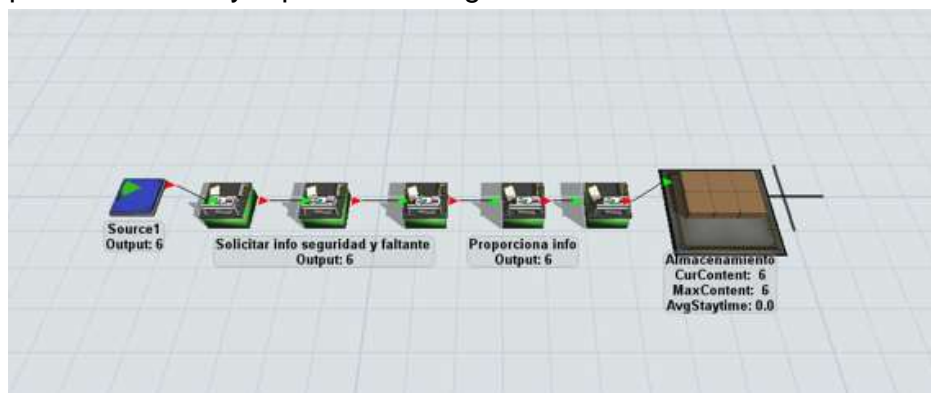 Source1
Output: 6
Solicitar info seguridad y faltante
Output: 6
Proporciona info
Output: 6
Almacenamiento
CurContent: 6
MaxContent: 6
AvgStaytime: 0.0